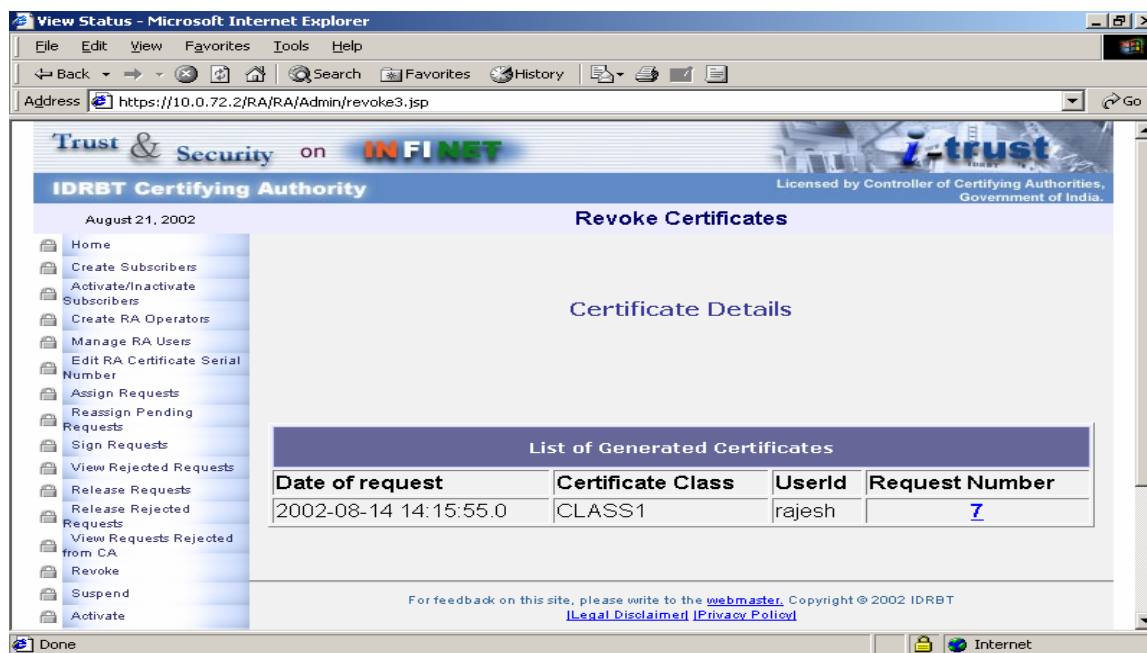 View Status - Microsoft Internet Explorer
File Edit View Favorites Tools Help
Back Search Favorites History
Address https://10.0.72.2/RA/RA/Admin/revoke3.jsp Go
Trust & Security on INFINET
i-trust
IDRBT
IDRBT Certifying Authority
Licensed by Controller of Certifying Authorities,
Government of India.
August 21, 2002
Revoke Certificates
Home
Create Subscribers
Activate/Inactivate
Subscribers
Create RA Operators
Manage RA Users
Edit RA Certificate Serial
Number
Assign Requests
Reassign Pending
Requests
Sign Requests
View Rejected Requests
Release Requests
Release Rejected
Requests
View Requests Rejected
from CA
Revoke
Suspend
Activate
Certificate Details
List of Generated Certificates
Date of request Certificate Class UserId Request Number
2002-08-14 14:15:55.0 CLASS1 rajesh 7
For feedback on this site, please write to the webmaster. Copyright © 2002 IDRBT
|Legal Disclaimer| |Privacy Policy|
Done Internet